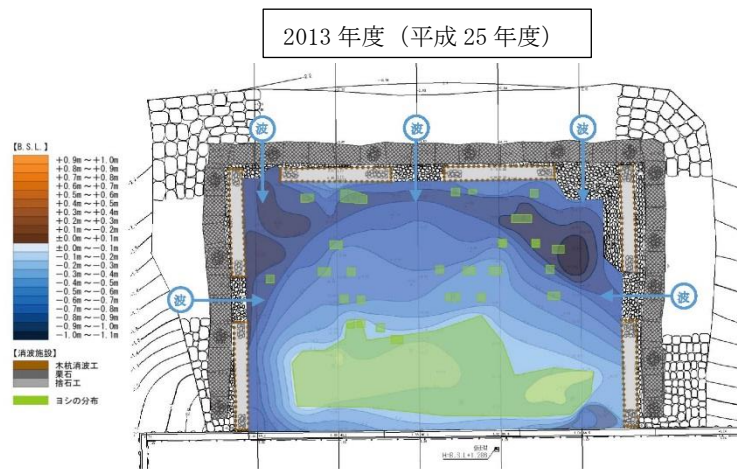 2013 年度（平成 25 年度）
波
波
波
【B.S.L.】
+0.9m～+1.0m
+0.8m～+0.9m
+0.7m～+0.8m
+0.6m～+0.7m
+0.5m～+0.6m
+0.4m～+0.5m
+0.3m～+0.4m
+0.2m～+0.3m
+0.1m～+0.2m
±0.0m～+0.1m
±0.0m～-0.1m
-0.1m～-0.2m
-0.2m～-0.3m
-0.3m～-0.4m
-0.4m～-0.5m
-0.5m～-0.6m
-0.6m～-0.7m
-0.7m～-0.8m
-0.8m～-0.9m
-0.9m～-1.0m
-1.0m～-1.1m
波
波
【消波施設】
木杭消波工
栗石
捨石工
ヨシの分布